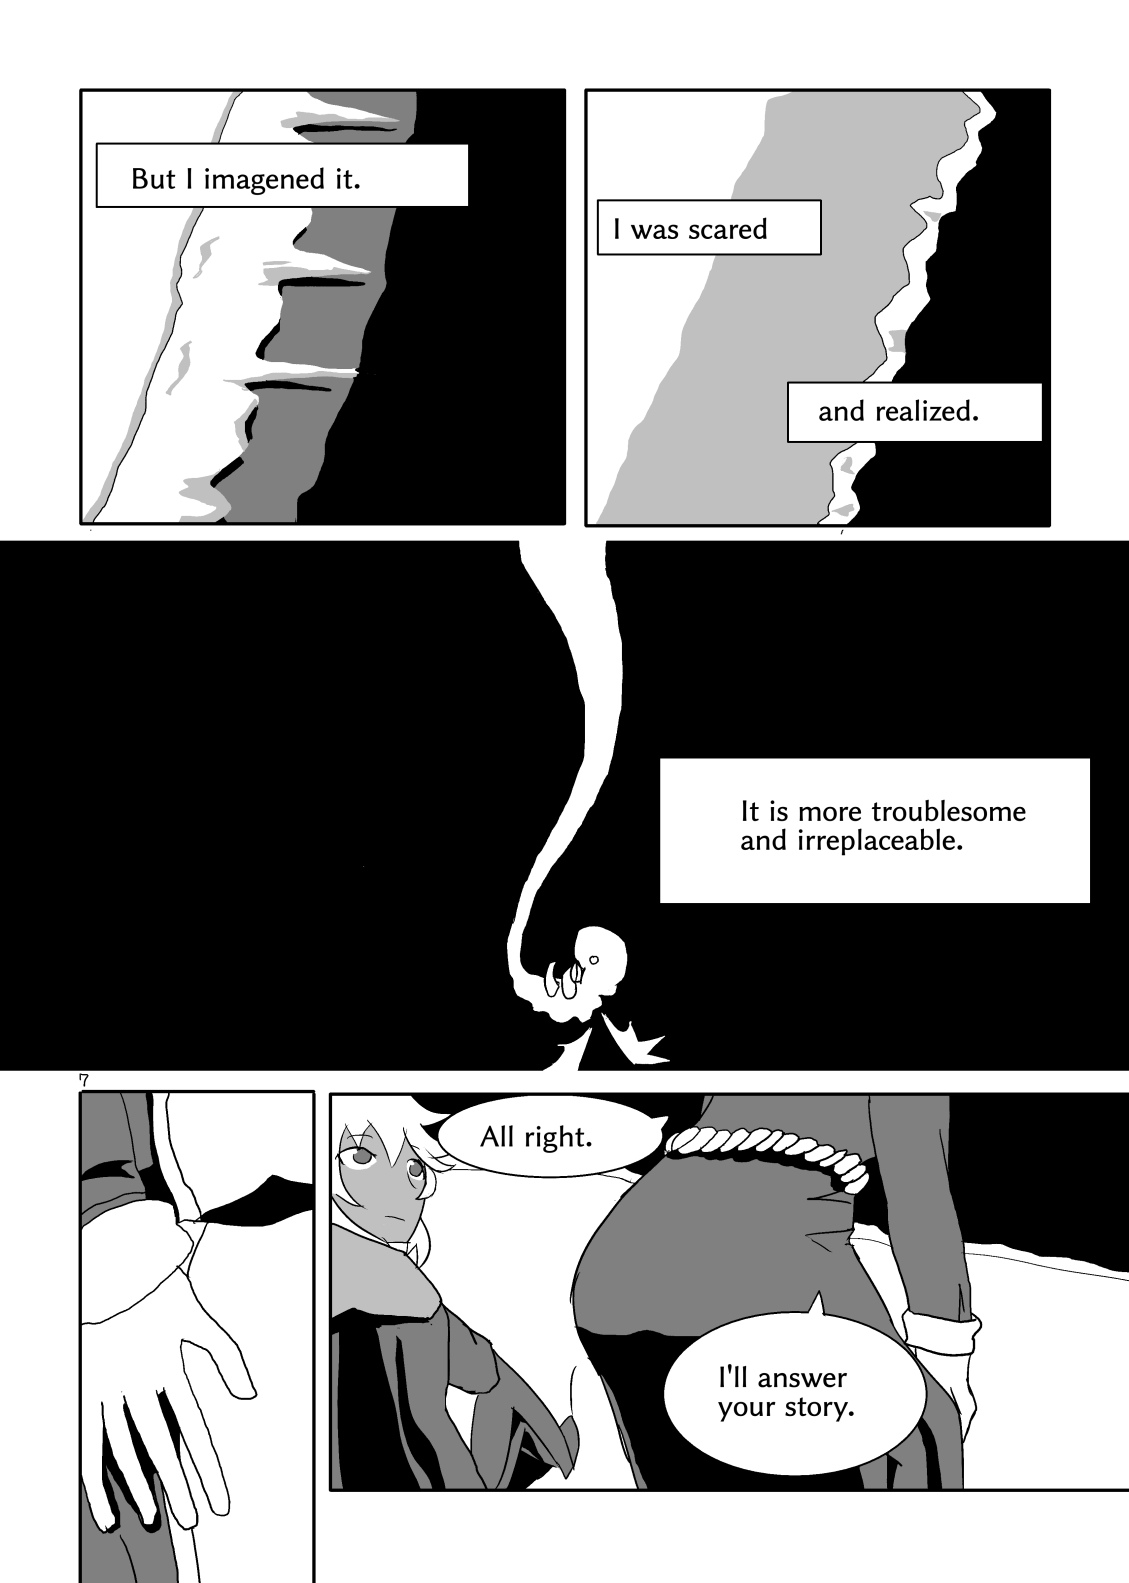 But I imagened it.
I was scared
and realized.
It is more troublesome
and irreplaceable.
7
All right.
I'll answer
your story.